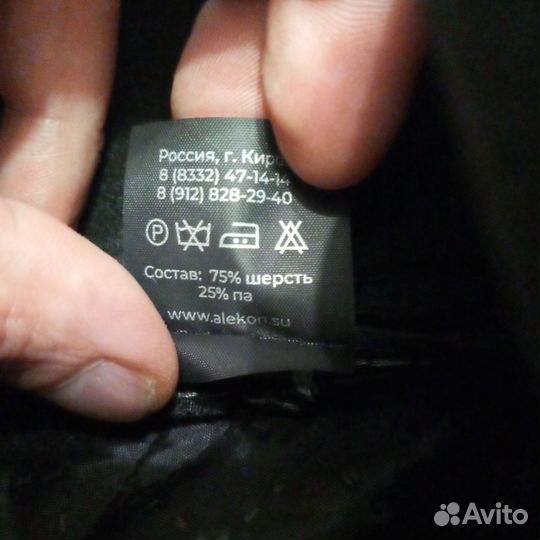 Россия, г.
8 (8332) 47-14-14
8 (912) 828-29-40
P
Состав: 75% шерсть
25% па
www.alekon.su
Avito